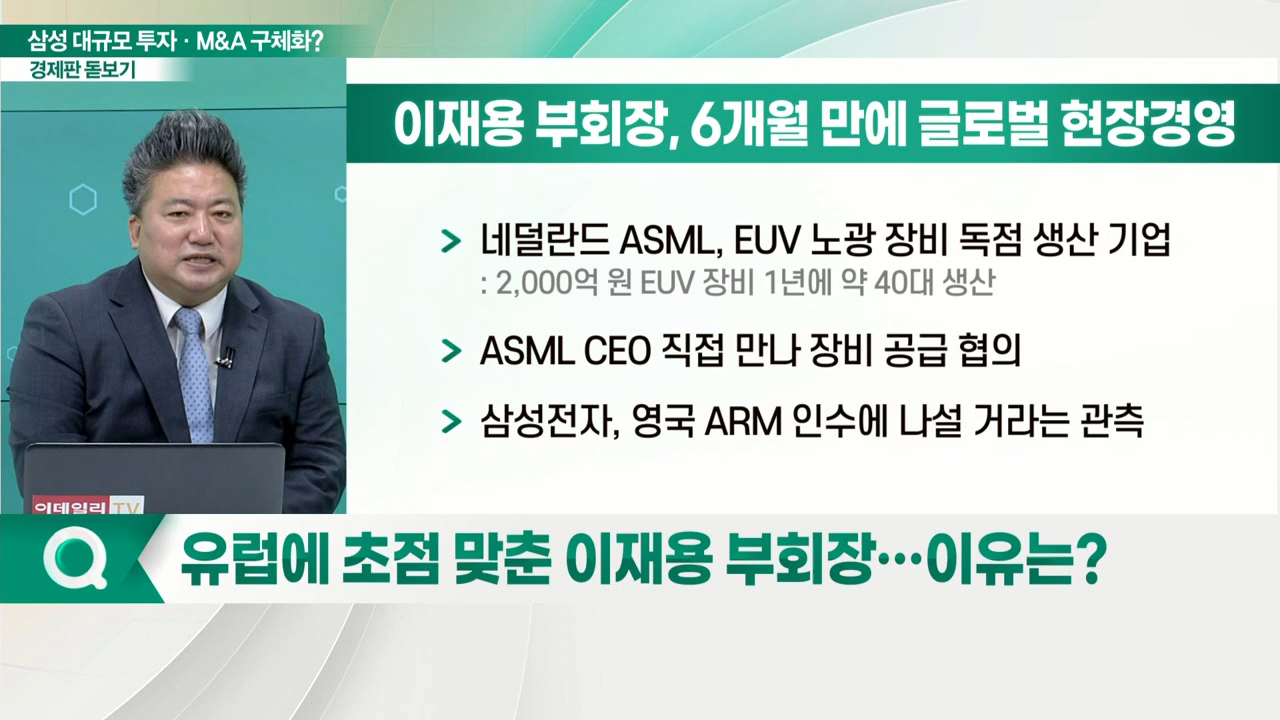 삼성 대규모 투자·M&A 구체화?
경제판 돋보기
이재용 부회장, 6개월 만에 글로벌 현장경영
> 네덜란드 ASML, EUV 노광 장비 독점 생산 기업
: 2,000억 원 EUV 장비 1년에 약 40대 생산
> ASML CEO 직접 만나 장비 공급 협의
> 삼성전자, 영국 ARM 인수에 나설 거라는 관측
이데일리 TV
Q 유럽에 초점 맞춘 이재용 부회장…이유는?